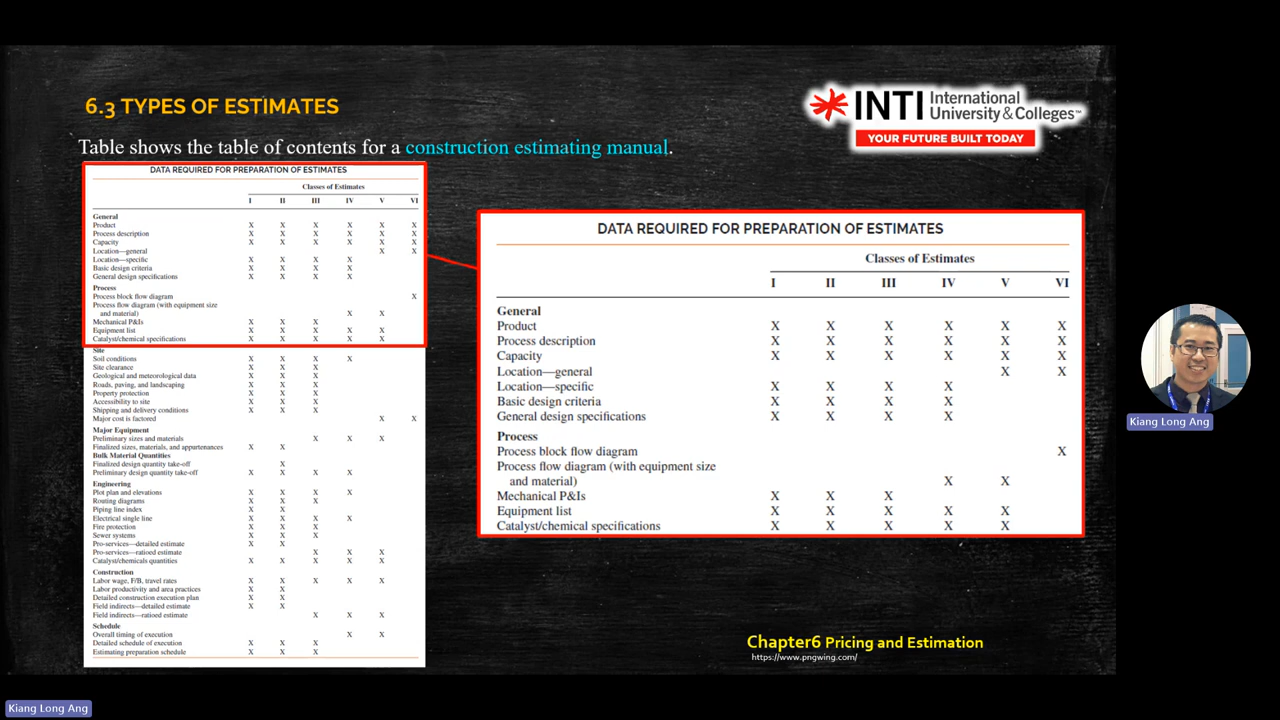 6.3 TYPES OF ESTIMATES
INTI International
University & Colleges™
YOUR FUTURE BUILT TODAY
Table shows the table of contents for a construction estimating manual.
DATA REQUIRED FOR PREPARATION OF ESTIMATES
Classes of Estimates
I II III IV V VI
General
Product X X X X X X
Process description X X X X X X
Capacity X X X X X X
Location—general X X
Location—specific X X X X
Basic design criteria X X X X
General design specifications X X X X
Process
Process block flow diagram X
Process flow diagram (with equipment size
and material) X X
Mechanical P&Is X X X
Equipment list X X X X X
Catalyst/chemical specifications X X X X X
Site
Soil conditions X X X X
Site clearance X X X
Geological and meteorological data X X X
Roads, paving, and landscaping X X X
Property protection X X X
Accessibility to site X X X
Shipping and delivery conditions X X X
Major cost is factored X X
Major Equipment
Preliminary sizes and materials X X X
Finalized sizes, materials, and appurtenances X X
Bulk Material Quantities
Finalized design quantity take-off X
Preliminary design quantity take-off X X X X
Engineering
Plot plan and elevations X X X X
Routing diagrams X X X
Piping line index X X
Electrical single line X X X X
Fire protection X X X
Sewer systems X X X
Pro-services—detailed estimate X X
Pro-services—ratioed estimate X X X
Catalyst/chemicals quantities X X X X X
Construction
Labor wage, F/B, travel rates X X X X X
Labor productivity and area practices X X
Detailed construction execution plan X X
Field indirects—detailed estimate X X
Field indirects—ratioed estimate X X X
Schedule
Overall timing of execution X X
Detailed schedule of execution X X X
Estimating preparation schedule X X X
DATA REQUIRED FOR PREPARATION OF ESTIMATES
Classes of Estimates
I II III IV V VI
General
Product X X X X X X
Process description X X X X X X
Capacity X X X X X X
Location—general X X
Location—specific X X X X
Basic design criteria X X X X
General design specifications X X X X
Process
Process block flow diagram X
Process flow diagram (with equipment size
and material) X X
Mechanical P&Is X X X
Equipment list X X X X X
Catalyst/chemical specifications X X X X X
Kiang Long Ang
Chapter6 Pricing and Estimation
https://www.pngwing.com/
Kiang Long Ang